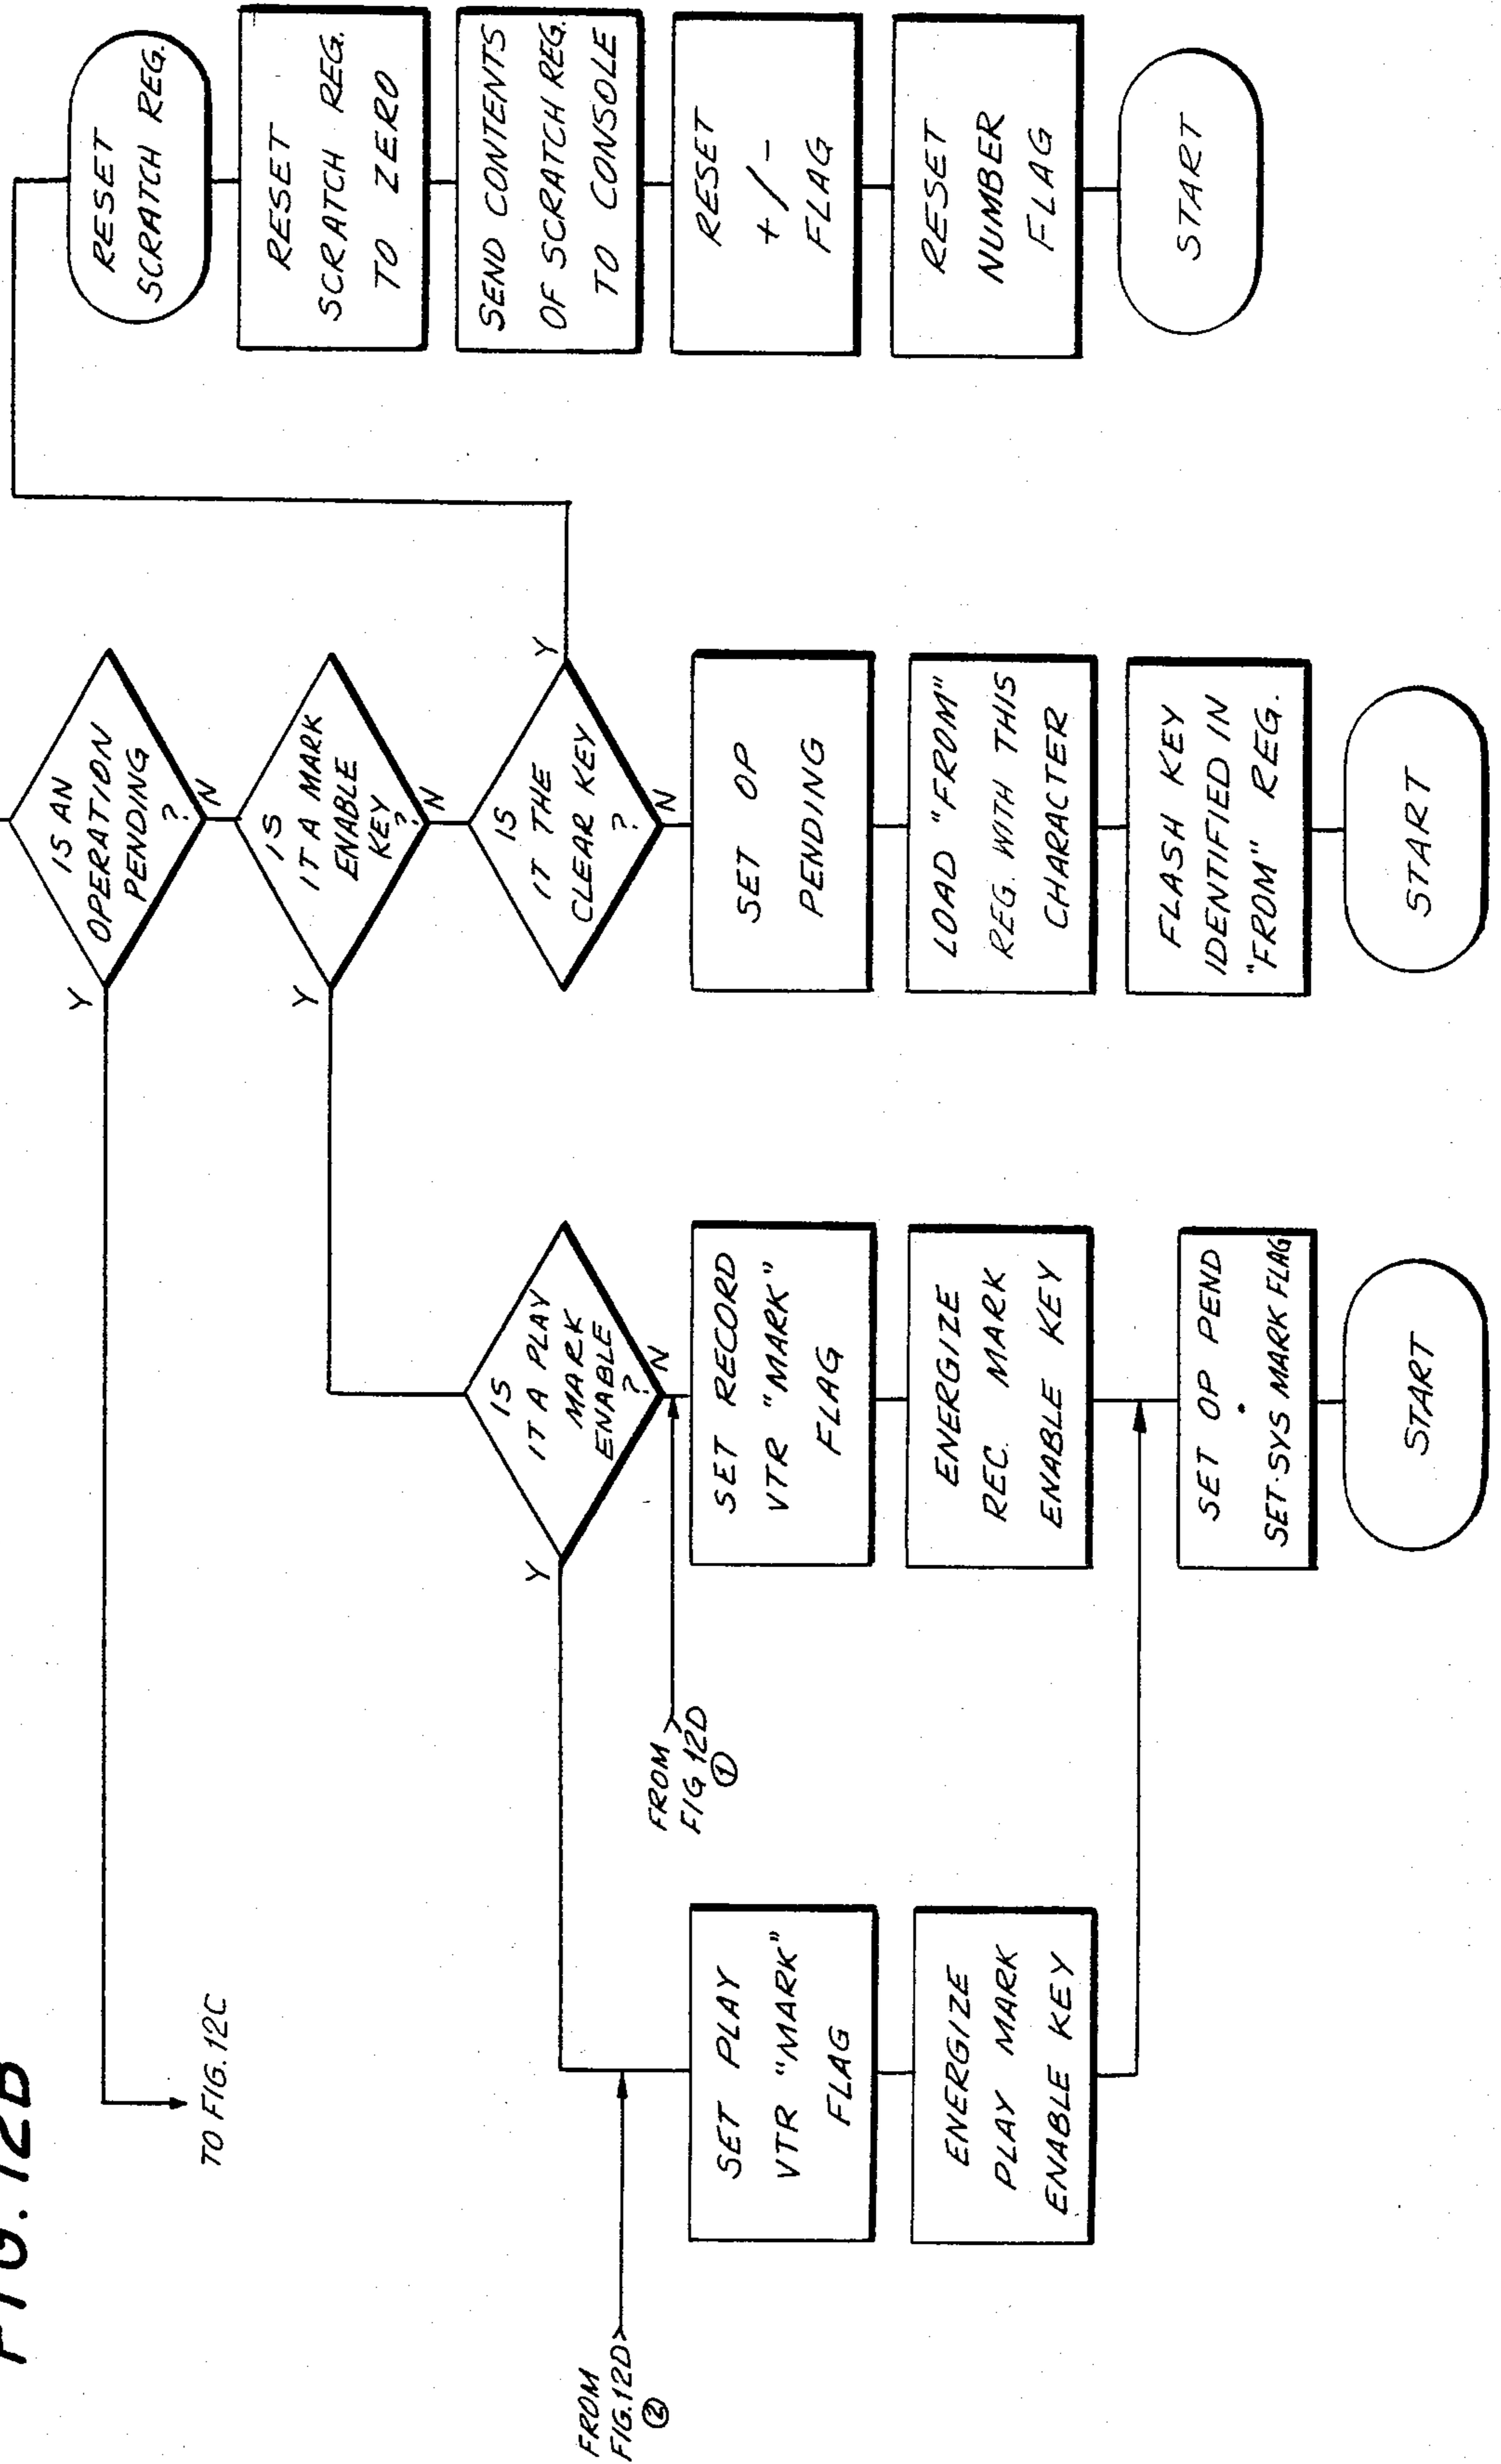 FIG. 12B
IS AN
OPERATION
PENDING
?
Y
N
TO FIG. 12C
IS
IT A MARK
ENABLE
KEY
?
Y
N
IS
IT THE
CLEAR KEY
?
Y
N
RESET
SCRATCH REG.
RESET
SCRATCH REG.
TO ZERO
SEND CONTENTS
OF SCRATCH REG.
TO CONSOLE
RESET
+/-
FLAG
RESET
NUMBER
FLAG
START
SET OP
PENDING
LOAD "FROM"
REG. WITH THIS
CHARACTER
FLASH KEY
IDENTIFIED IN
"FROM" REG.
START
IS
IT A PLAY
MARK
ENABLE
?
Y
N
FROM
FIG 12D
①
SET RECORD
VTR "MARK"
FLAG
ENERGIZE
REC. MARK
ENABLE KEY
SET OP PEND
•
SET·SYS MARK FLAG
START
FROM
FIG. 12D
②
SET PLAY
VTR "MARK"
FLAG
ENERGIZE
PLAY MARK
ENABLE KEY